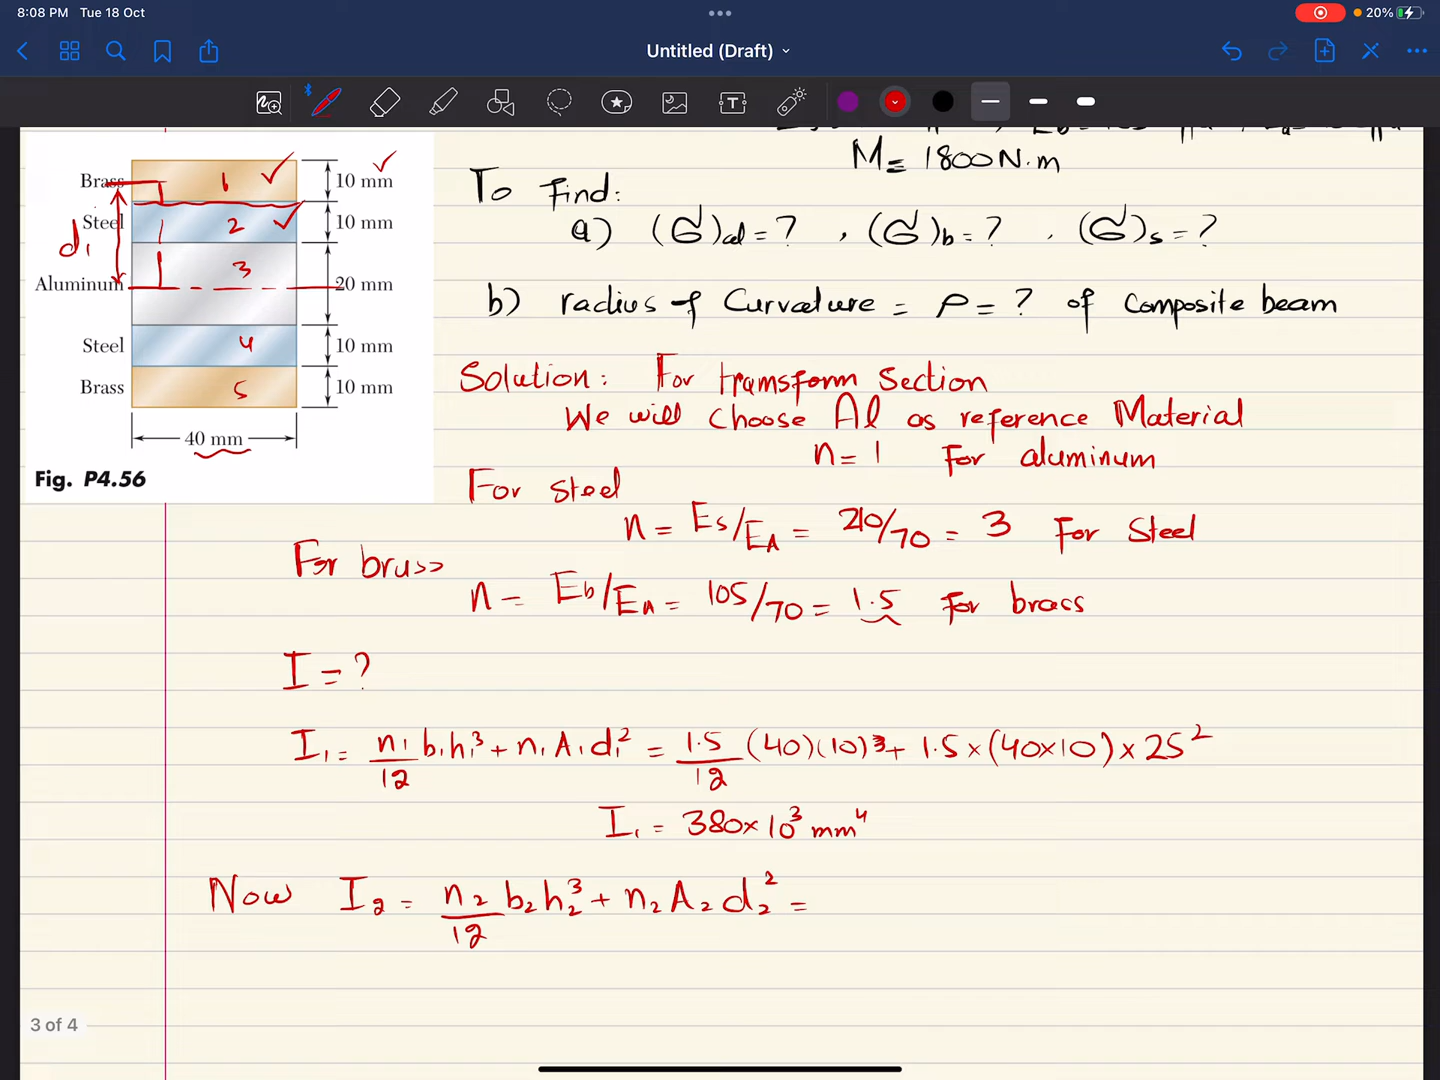 8:08 PM Tue 18 Oct
20%
Untitled (Draft)
M = 1800 N·m
To Find:
a) (σ)al = ? , (σ)b = ? , (σ)s = ?
b) radius of Curvature = ρ = ? of Composite beam
Brass 1 10 mm
Steel 2 10 mm
d₁
3
Aluminum 20 mm
Steel 4 10 mm
Brass 5 10 mm
40 mm
Fig. P4.56
Solution: For transform Section
We will choose Al as reference Material
n = 1 For aluminum
For steel
n = Es/EA = 210/70 = 3 For Steel
For brass
n = Eb/EA = 105/70 = 1.5 For brass
I = ?
I₁ = n₁/12 b₁h₁³ + n₁A₁d₁² = 1.5/12 (40)(10)³ + 1.5×(40×10)×25²
I₁ = 380×10³ mm⁴
Now I₂ = n₂/12 b₂h₂³ + n₂A₂d₂² =
3 of 4